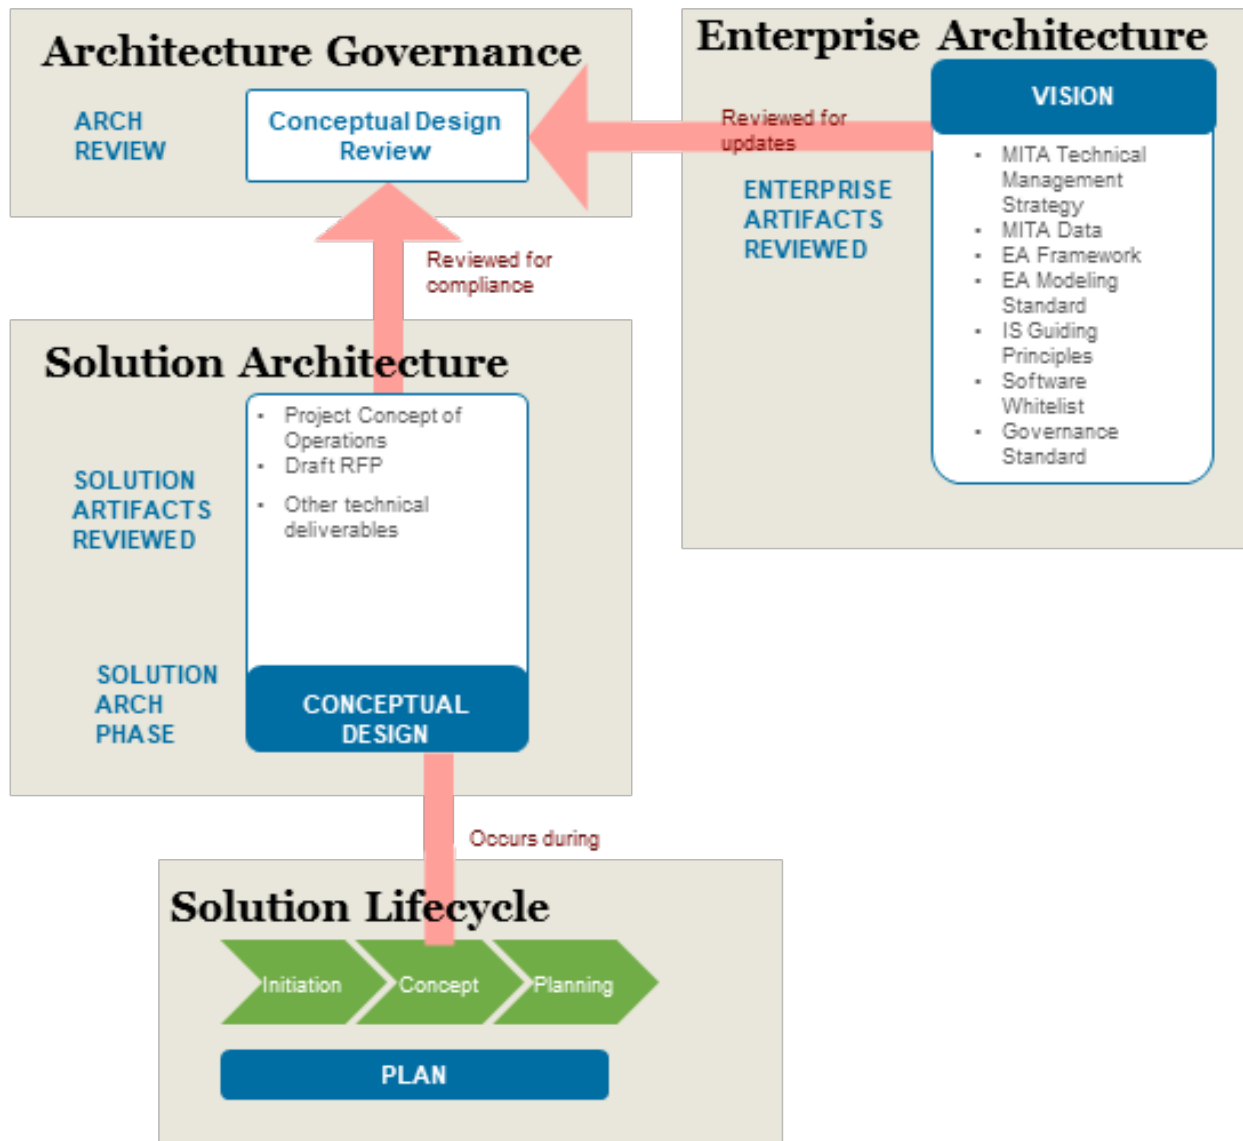 Architecture Governance
ARCH
REVIEW
Conceptual Design
Review
Enterprise Architecture
VISION
Reviewed for
updates
ENTERPRISE
ARTIFACTS
REVIEWED
▪ MITA Technical
Management
Strategy
▪ MITA Data
▪ EA Framework
▪ EA Modeling
Standard
▪ IS Guiding
Principles
▪ Software
Whitelist
▪ Governance
Standard
Reviewed for
compliance
Solution Architecture
▪ Project Concept of
Operations
▪ Draft RFP
▪ Other technical
deliverables
SOLUTION
ARTIFACTS
REVIEWED
SOLUTION
ARCH
PHASE
CONCEPTUAL
DESIGN
Occurs during
Solution Lifecycle
Initiation
Concept
Planning
PLAN